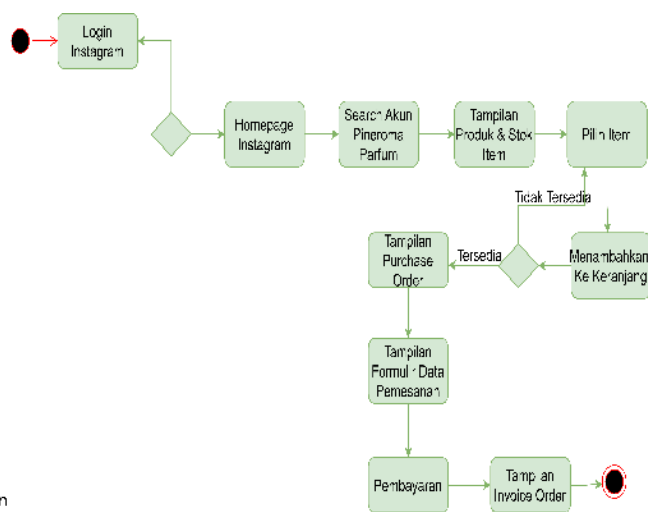 Login
Instagram
Homepage
Instagram
Search Akun
Pineroma
Parfum
Tampilan
Produk & Stok
Item
Pilih Item
Tidak Tersedia
Menambahkan
Ke Keranjang
Tersedia
Tampilan
Purchase
Order
Tampilan
Formulir Data
Pemesanan
Pembayaran
Tampilan
Invoice Order
n